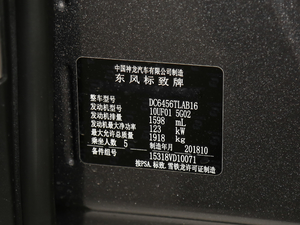 中国神龙汽车有限公司制造
东风标致牌
整车型号 DC6456TLAB16
发动机型号 10UF01 5G02
发动机排量 1598 mL
发动机最大净功率 123 kW
最大允许总质量 1918 kg
乘坐人数 5 制造年月 201810
备件组号 15318VD10071
按PSA.标致.雪铁龙许可证制造